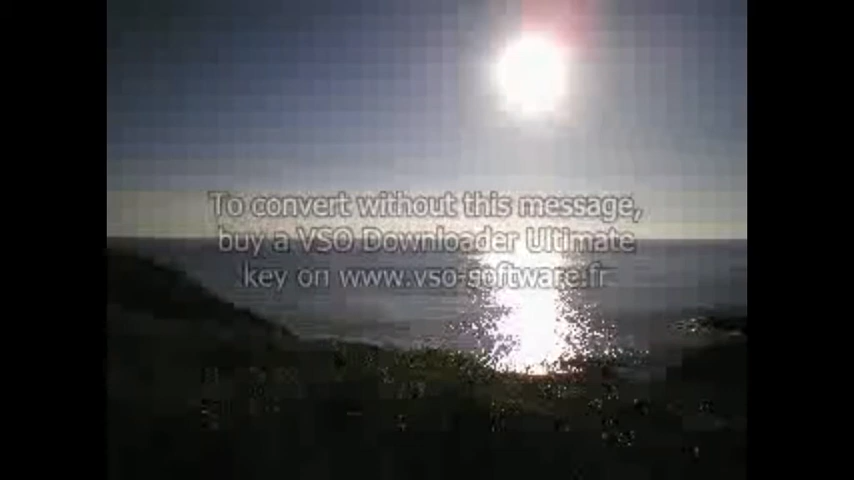 To convert without this message,
buy a VSO Downloader Ultimate
key on www.vso-software.fr